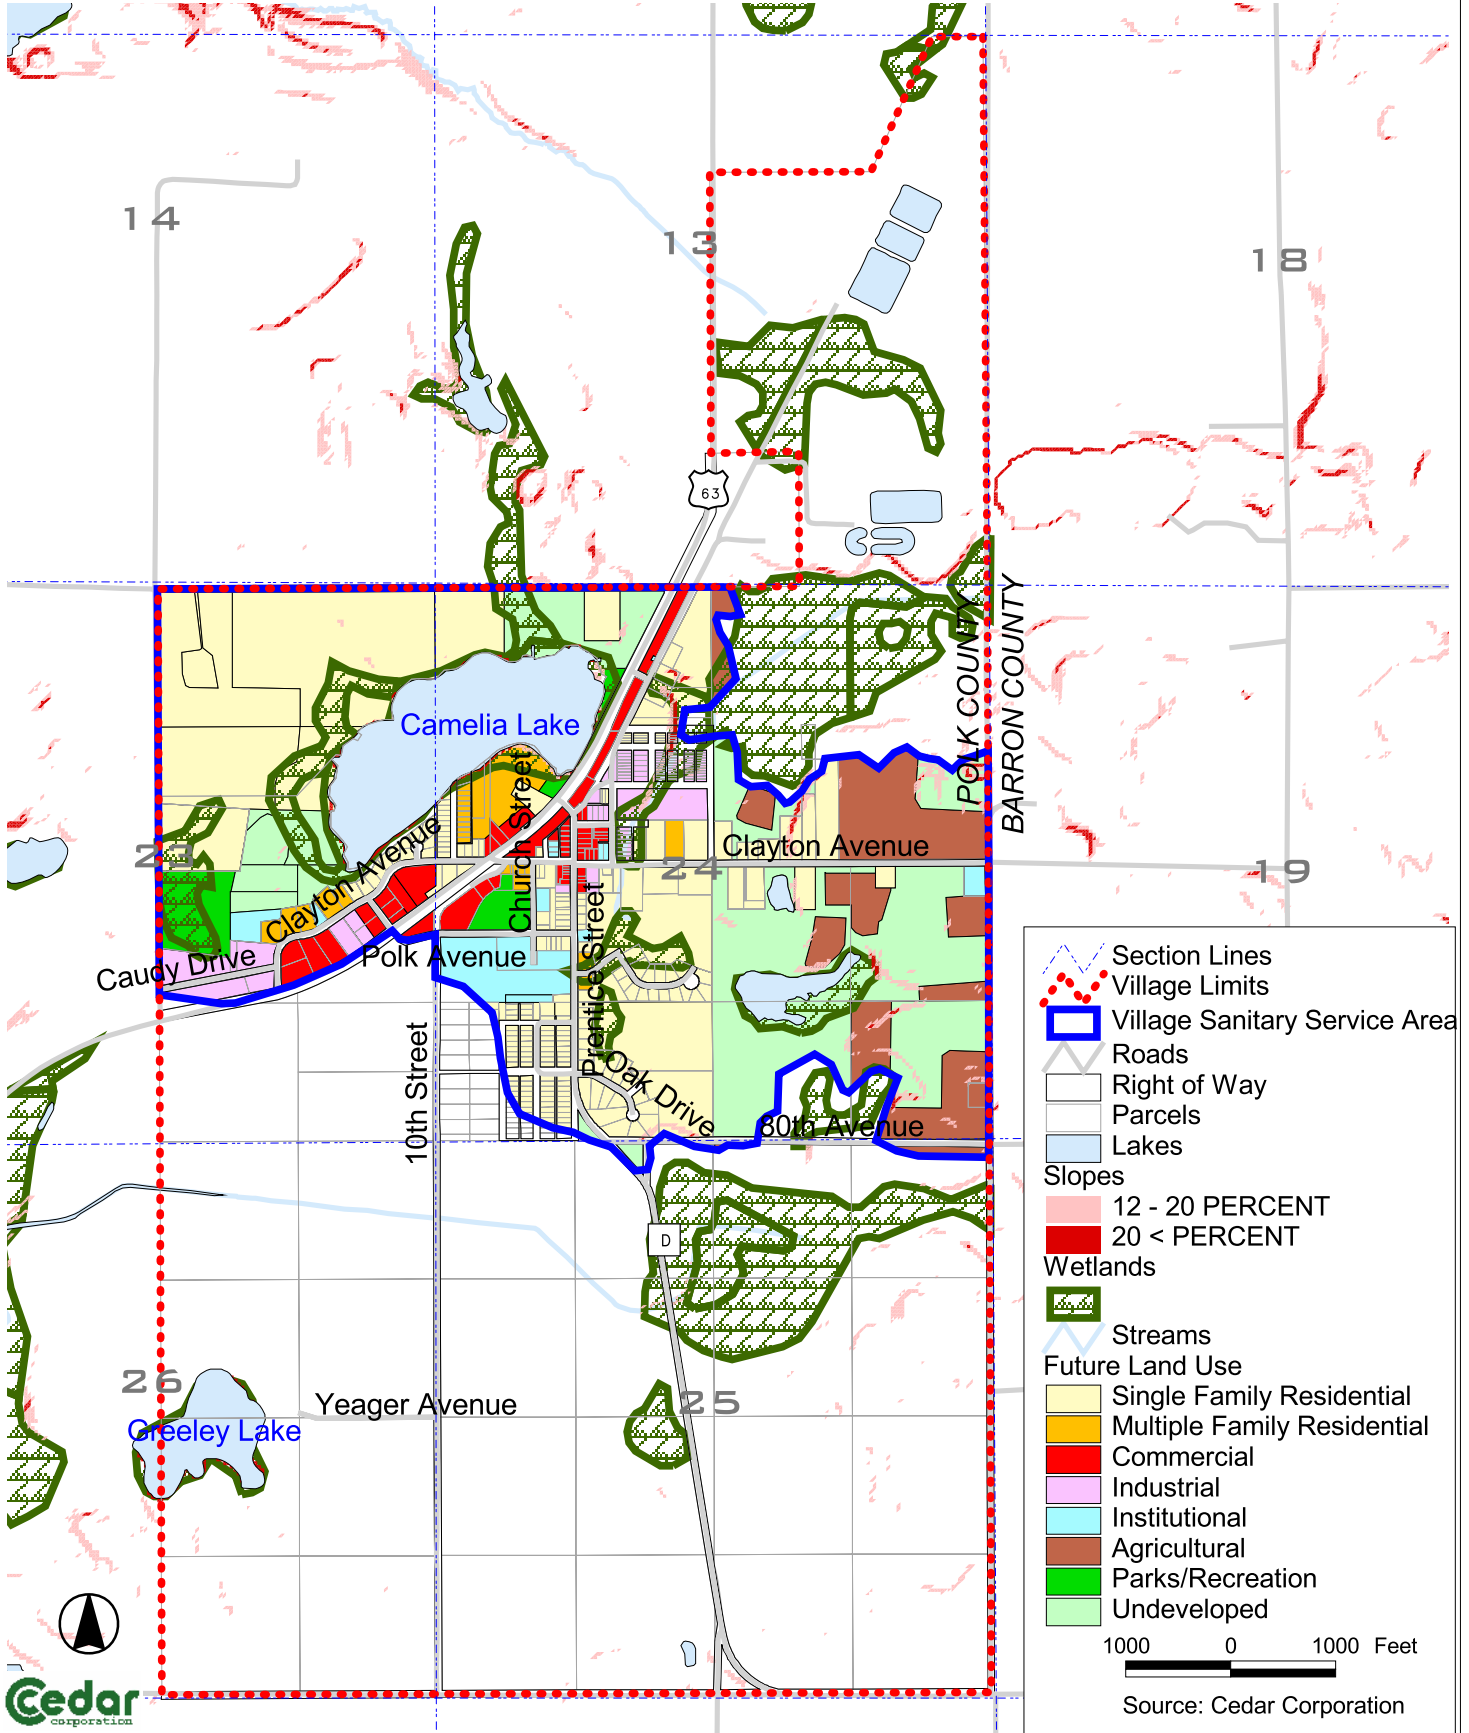 14
13
18
63
POLK COUNTY
BARRON COUNTY
Camelia Lake
Church Street
Clayton Avenue
Clayton Avenue
23
24
19
Prentice Street
Caudy Drive
Polk Avenue
10th Street
Oak Drive
80th Avenue
D
26
25
Yeager Avenue
Greeley Lake
Section Lines
Village Limits
Village Sanitary Service Area
Roads
Right of Way
Parcels
Lakes
Slopes
12 - 20 PERCENT
20 < PERCENT
Wetlands
Streams
Future Land Use
Single Family Residential
Multiple Family Residential
Commercial
Industrial
Institutional
Agricultural
Parks/Recreation
Undeveloped
1000 0 1000 Feet
Source: Cedar Corporation
Cedar
corporation